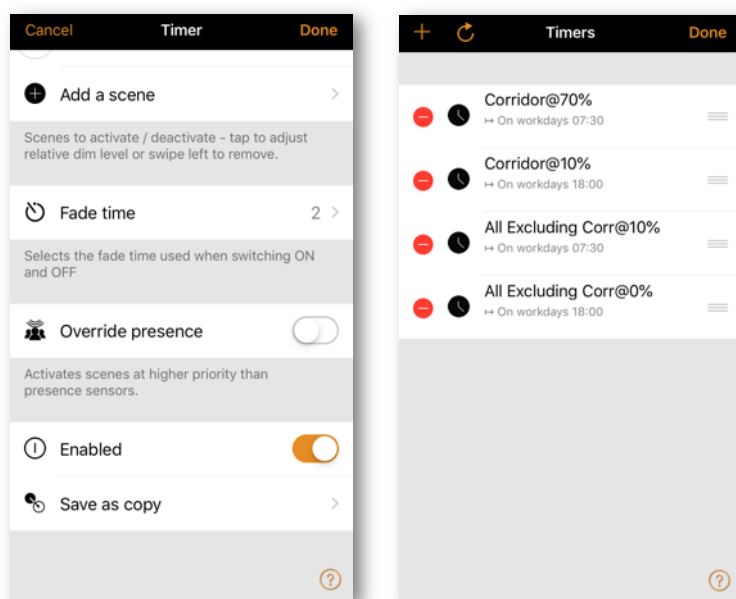 Cancel Timer Done
Add a scene
Scenes to activate / deactivate - tap to adjust
relative dim level or swipe left to remove.
Fade time 2
Selects the fade time used when switching ON
and OFF
Override presence
Activates scenes at higher priority than
presence sensors.
Enabled
Save as copy
?
Timers Done
Corridor@70%
↦ On workdays 07:30
Corridor@10%
↦ On workdays 18:00
All Excluding Corr@10%
↦ On workdays 07:30
All Excluding Corr@0%
↦ On workdays 18:00
?